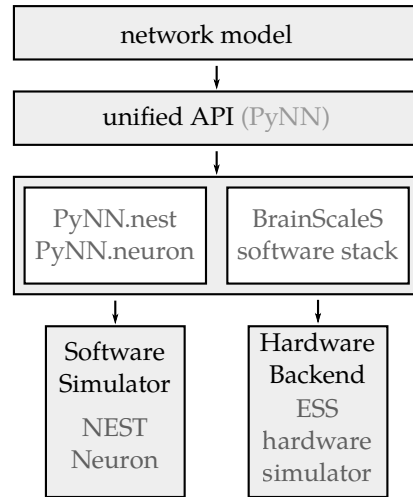 network model
unified API (PyNN)
PyNN.nest
PyNN.neuron
BrainScaleS
software stack
Software
Simulator
NEST
Neuron
Hardware
Backend
ESS
hardware
simulator